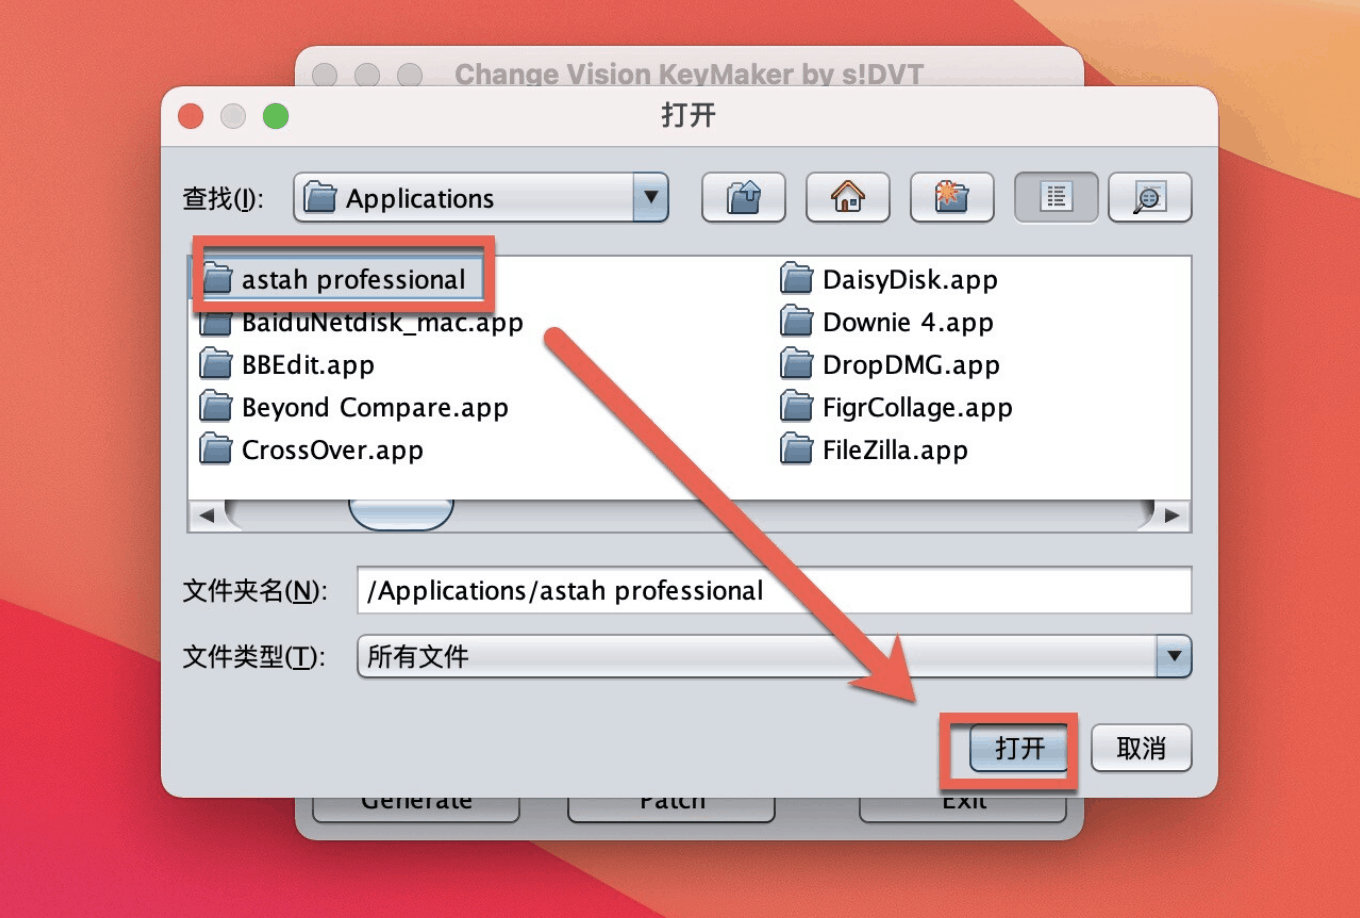 Change Vision KeyMaker by s!DVT
打开
查找(I):
Applications
astah professional
BaiduNetdisk_mac.app
BBEdit.app
Beyond Compare.app
CrossOver.app
DaisyDisk.app
Downie 4.app
DropDMG.app
FigrCollage.app
FileZilla.app
文件夹名(N):
/Applications/astah professional
文件类型(T):
所有文件
打开
取消
Generate
Patch
Exit